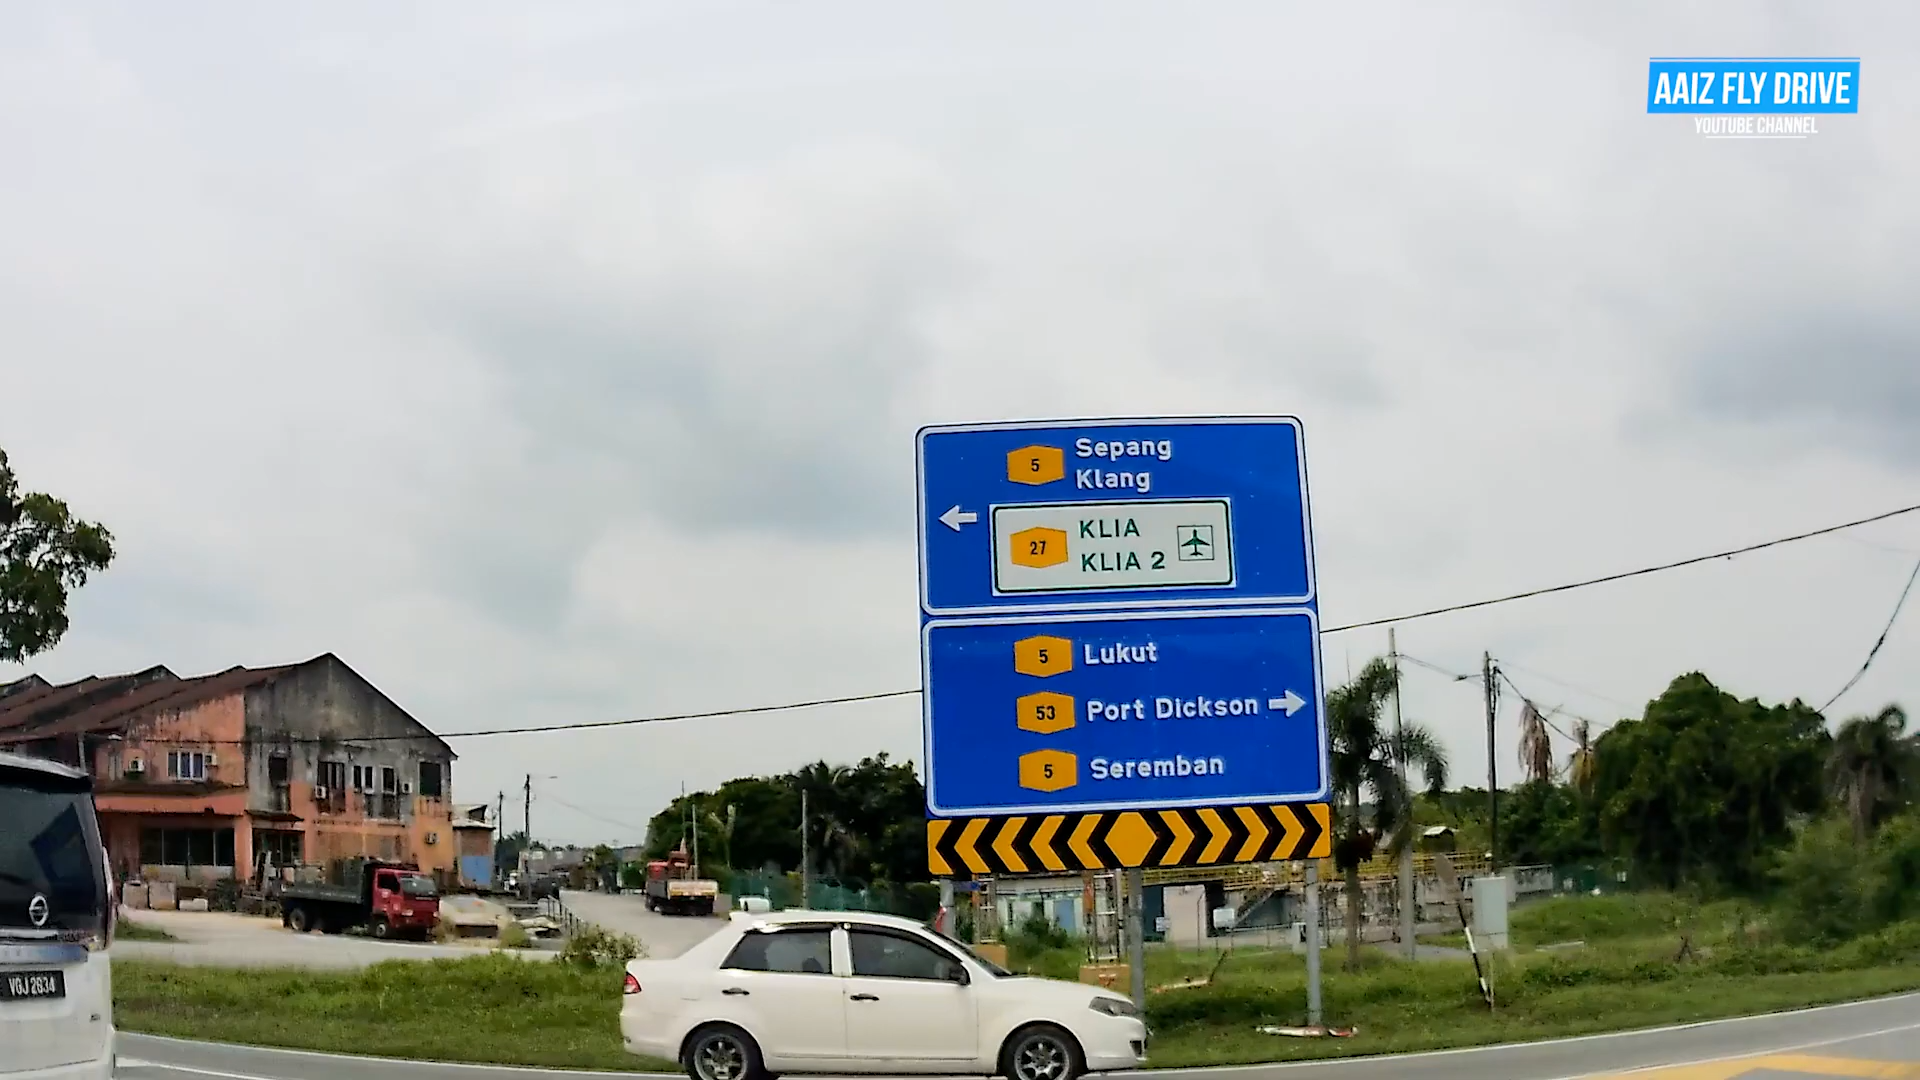 AAIZ FLY DRIVE
YOUTUBE CHANNEL
5 Sepang
Klang
27 KLIA
KLIA 2
5 Lukut
53 Port Dickson
5 Seremban
VGJ 2634